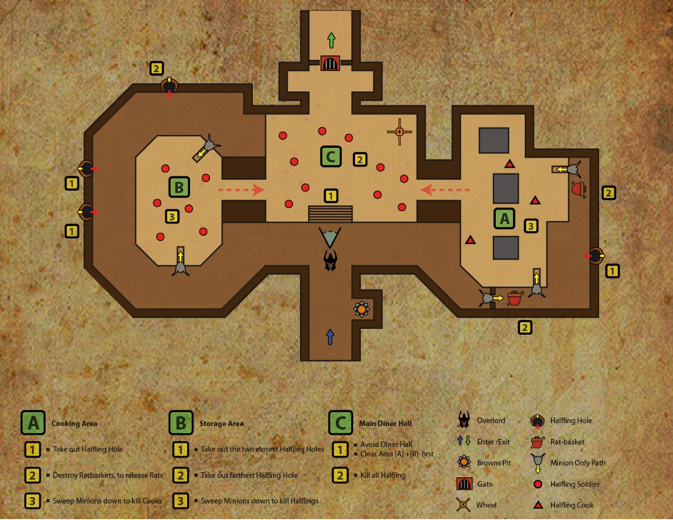 2
C
2
B
1
1
2
3
1
A
3
1
2
A Cooking Area
1 Take out Halfling Hole
2 Destroy Ratbaskets, to release Rats
3 Sweep Minions down to kill Cooks
B Storage Area
1 Take out the two closest Halfling Holes
2 Take out farthest Halfling Hole
3 Sweep Minions down to kill Halflings
C Main Diner Hall
1 Avoid Diner Hall
Clear Area [A] +[B] first
2 Kill all Halfling
Overlord
Enter /Exit
Browns Pit
Gate
Wheel
Halfling Hole
Rat-basket
Minion Only Path
Halfling Soldier
Halfling Cook